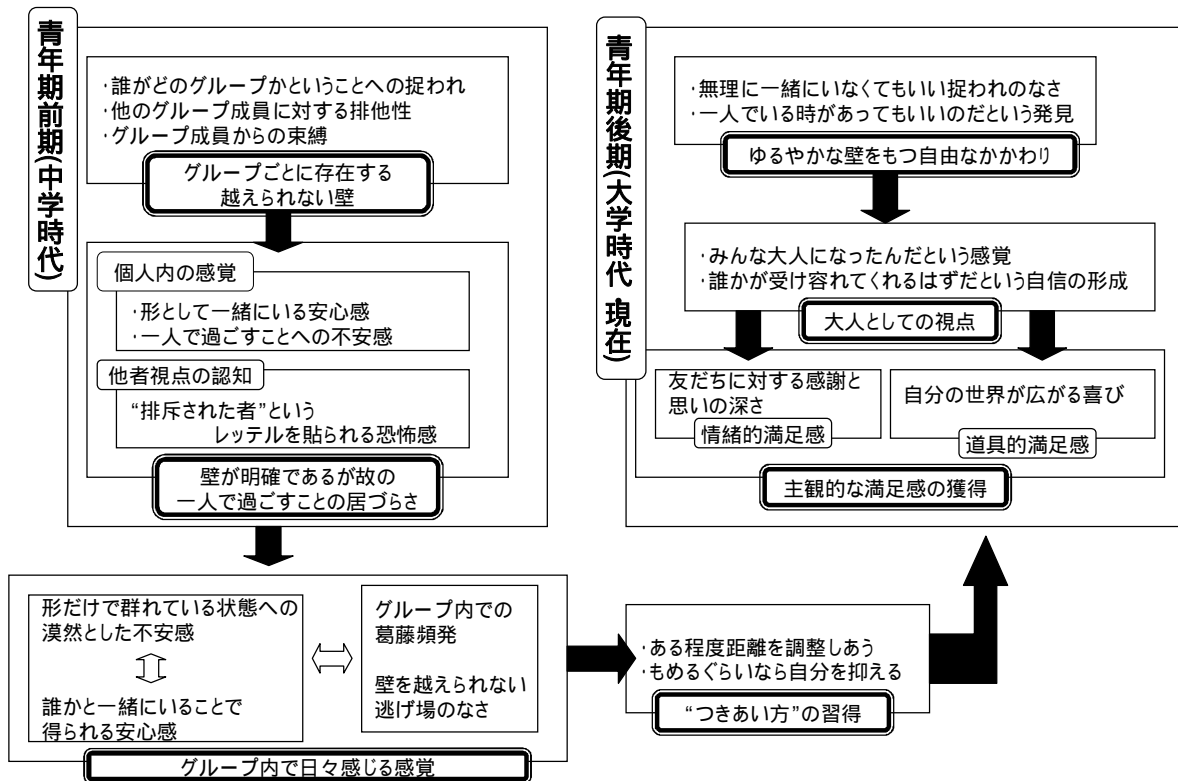 青年期前期(中学時代)
・誰がどのグループかということへの捉われ
・他のグループ成員に対する排他性
・グループ成員からの束縛
グループごとに存在する
越えられない壁
個人内の感覚
・形として一緒にいる安心感
・一人で過ごすことへの不安感
他者視点の認知
“排斥された者”という
レッテルを貼られる恐怖感
壁が明確であるが故の
一人で過ごすことの居づらさ
形だけで群れている状態への
漠然とした不安感
誰かと一緒にいることで
得られる安心感
グループ内での
葛藤頻発
壁を越えられない
逃げ場のなさ
グループ内で日々感じる感覚
・ある程度距離を調整しあう
・もめるぐらいなら自分を抑える
“つきあい方”の習得
青年期後期(大学時代・現在)
・無理に一緒にいなくてもいい捉われのなさ
・一人でいる時があってもいいのだという発見
ゆるやかな壁をもつ自由なかかわり
・みんな大人になったんだという感覚
・誰かが受け容れてくれるはずだという自信の形成
大人としての視点
友だちに対する感謝と
思いの深さ
情緒的満足感
自分の世界が広がる喜び
道具的満足感
主観的な満足感の獲得